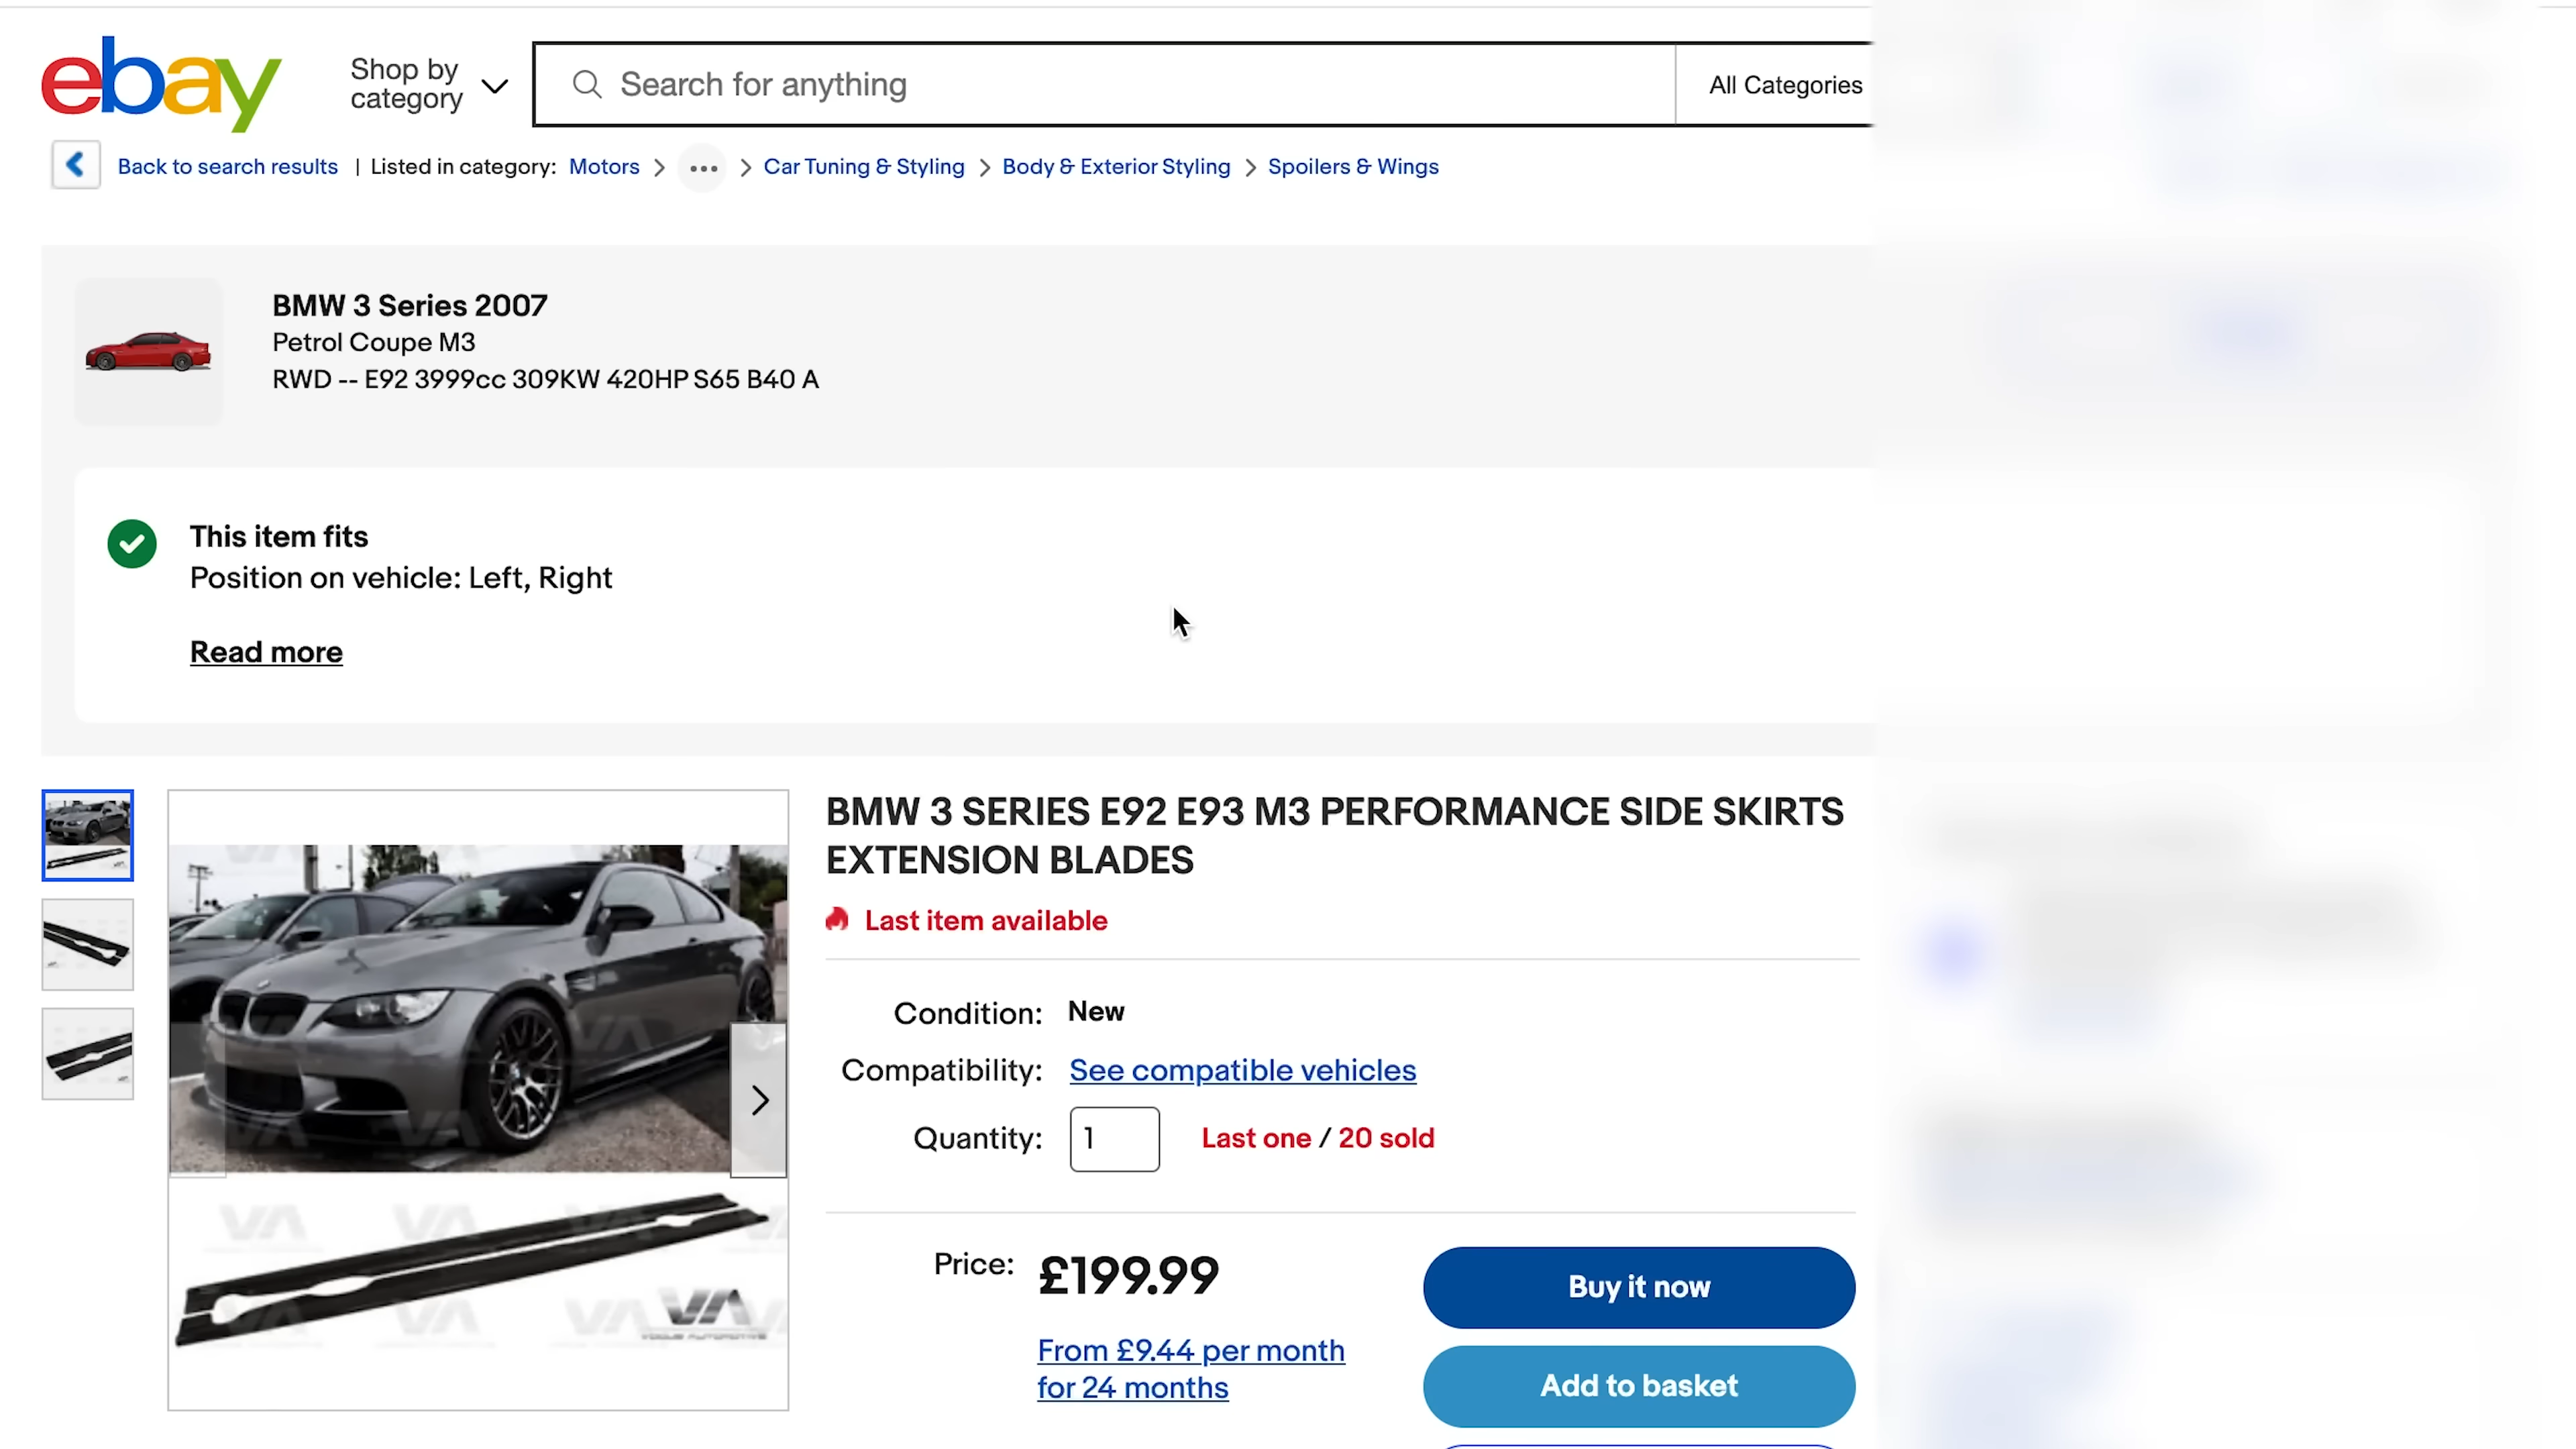 ebay
Shop by
category
Search for anything
All Categories
Back to search results | Listed in category: Motors > ... > Car Tuning & Styling > Body & Exterior Styling > Spoilers & Wings
BMW 3 Series 2007
Petrol Coupe M3
RWD -- E92 3999cc 309KW 420HP S65 B40 A
This item fits
Position on vehicle: Left, Right
Read more
BMW 3 SERIES E92 E93 M3 PERFORMANCE SIDE SKIRTS
EXTENSION BLADES
Last item available
Condition: New
Compatibility: See compatible vehicles
Quantity: 1 Last one / 20 sold
Price: £199.99
From £9.44 per month
for 24 months
Buy it now
Add to basket
VA